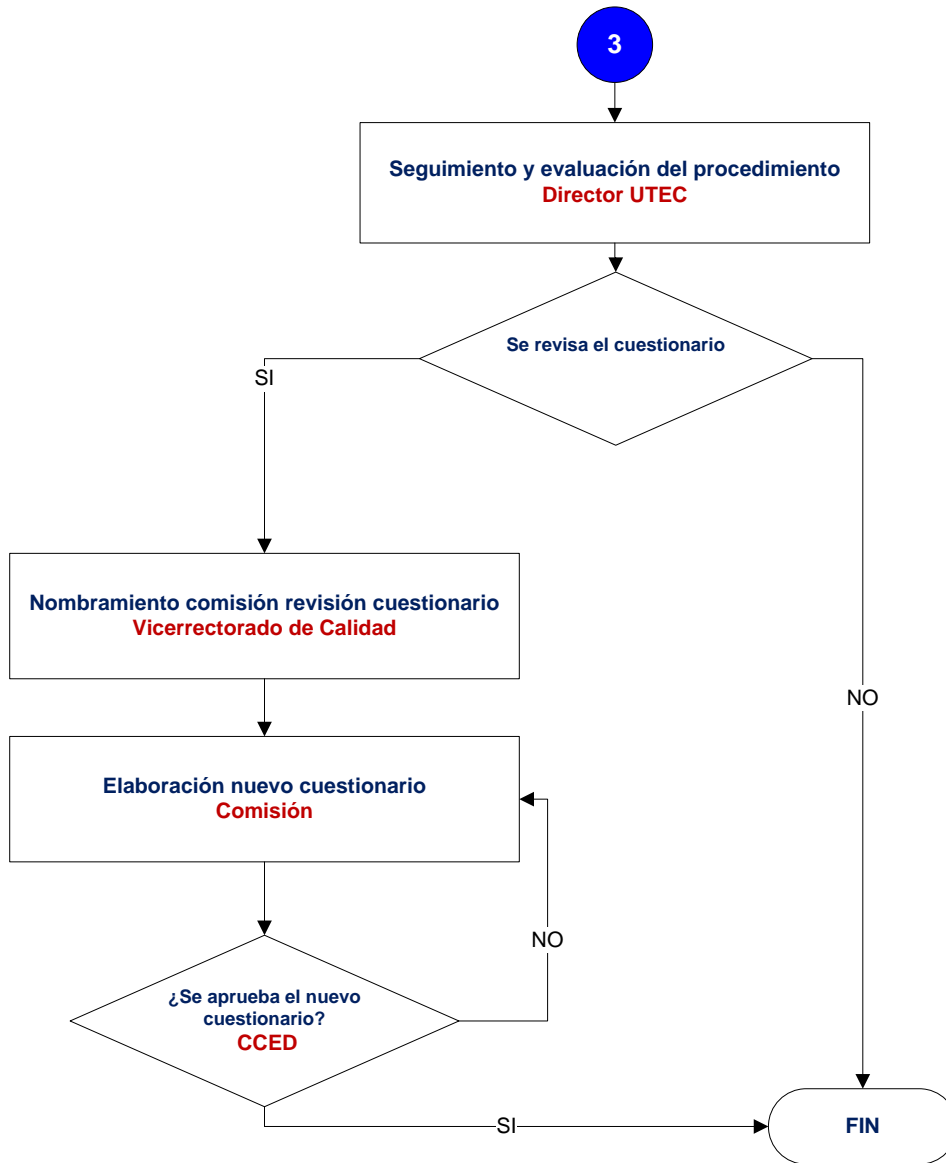 3
Seguimiento y evaluación del procedimiento
Director UTEC
Se revisa el cuestionario
SI
Nombramiento comisión revisión cuestionario
Vicerrectorado de Calidad
NO
Elaboración nuevo cuestionario
Comisión
NO
¿Se aprueba el nuevo
cuestionario?
CCED
SI
FIN